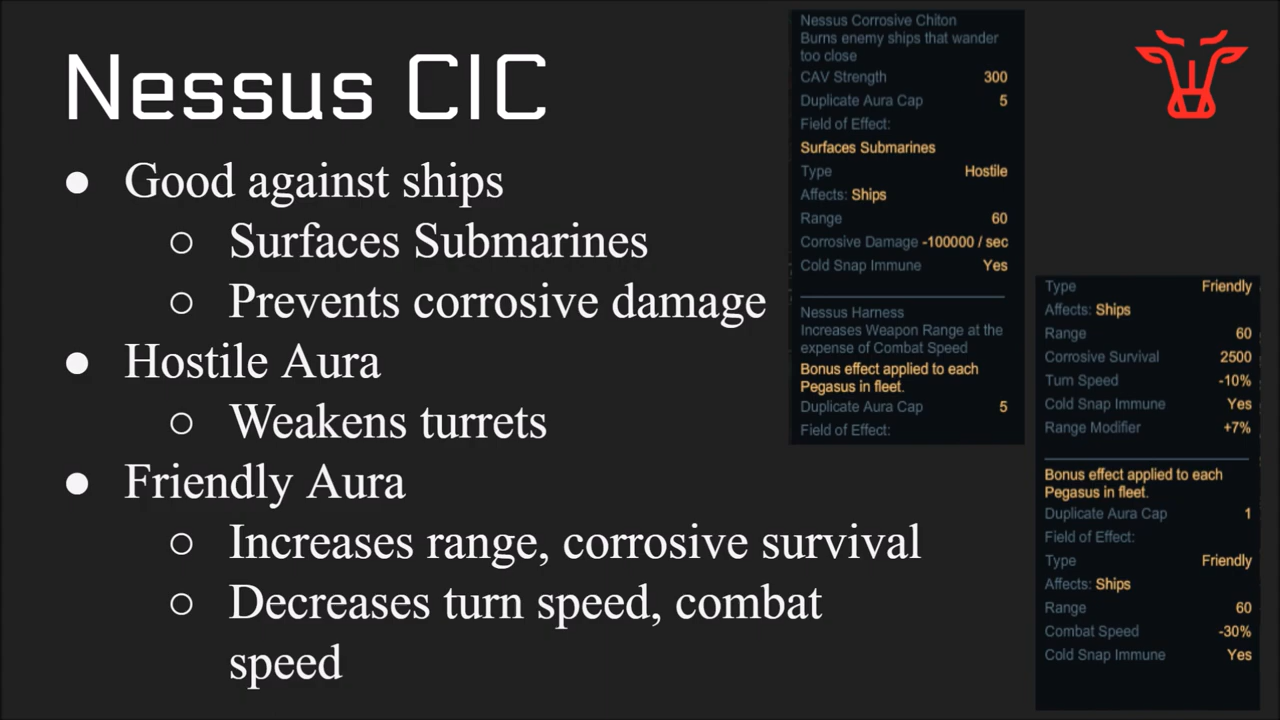 Nessus CIC
● Good against ships
○ Surfaces Submarines
○ Prevents corrosive damage
● Hostile Aura
○ Weakens turrets
● Friendly Aura
○ Increases range, corrosive survival
○ Decreases turn speed, combat
speed
Nessus Corrosive Chiton
Burns enemy ships that wander
too close
CAV Strength 300
Duplicate Aura Cap 5
Field of Effect:
Surfaces Submarines
Type Hostile
Affects: Ships
Range 60
Corrosive Damage -100000 / sec
Cold Snap Immune Yes
Nessus Harness
Increases Weapon Range at the
expense of Combat Speed
Bonus effect applied to each
Pegasus in fleet.
Duplicate Aura Cap 5
Field of Effect:
Type Friendly
Affects: Ships
Range 60
Corrosive Survival 2500
Turn Speed -10%
Cold Snap Immune Yes
Range Modifier +7%
Bonus effect applied to each
Pegasus in fleet.
Duplicate Aura Cap 1
Field of Effect:
Type Friendly
Affects: Ships
Range 60
Combat Speed -30%
Cold Snap Immune Yes